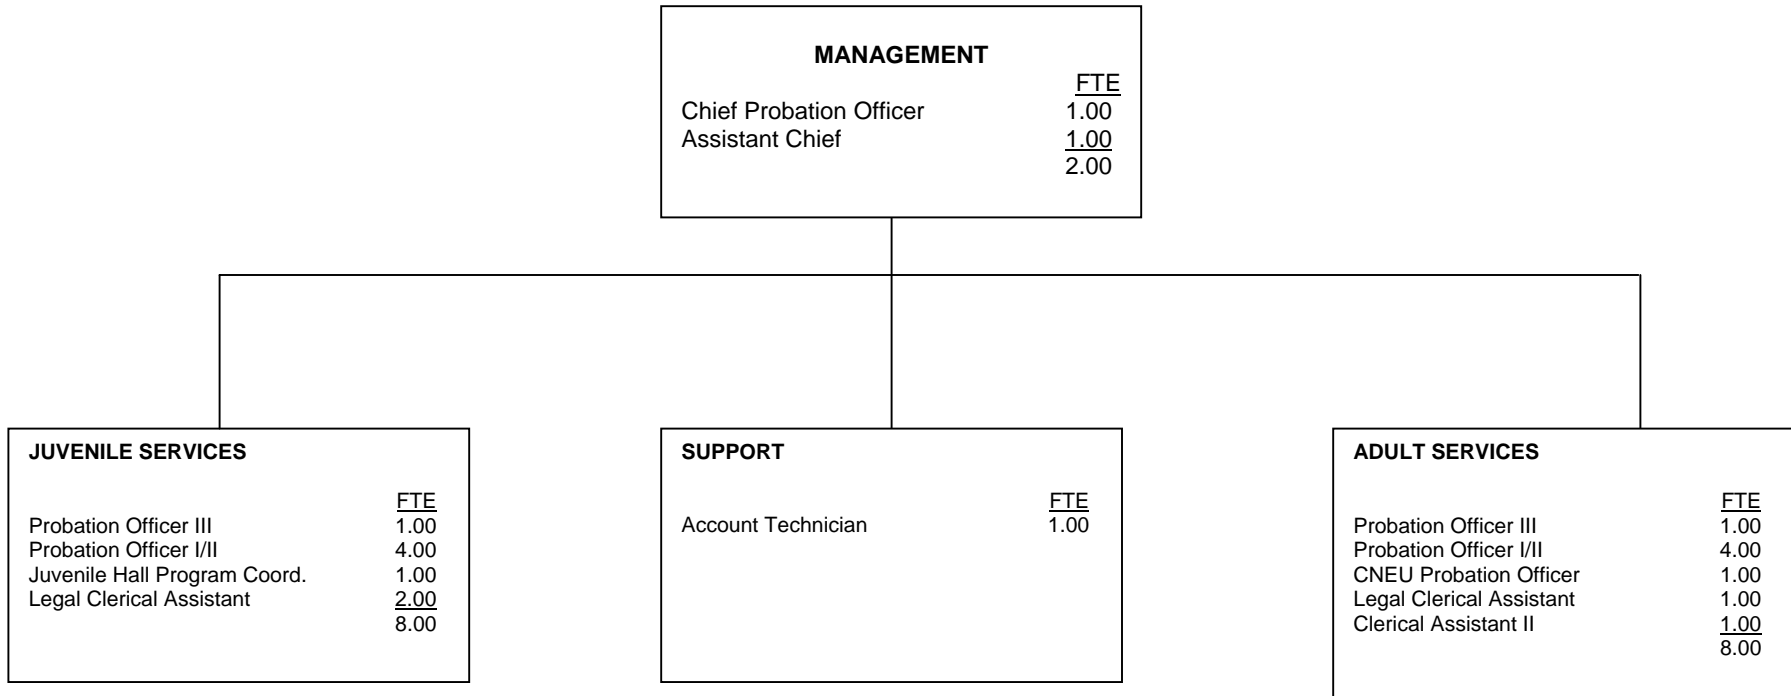 MANAGEMENT
FTE
Chief Probation Officer 1.00
Assistant Chief 1.00
2.00
JUVENILE SERVICES
FTE
Probation Officer III 1.00
Probation Officer I/II 4.00
Juvenile Hall Program Coord. 1.00
Legal Clerical Assistant 2.00
8.00
SUPPORT
FTE
Account Technician 1.00
ADULT SERVICES
FTE
Probation Officer III 1.00
Probation Officer I/II 4.00
CNEU Probation Officer 1.00
Legal Clerical Assistant 1.00
Clerical Assistant II 1.00
8.00